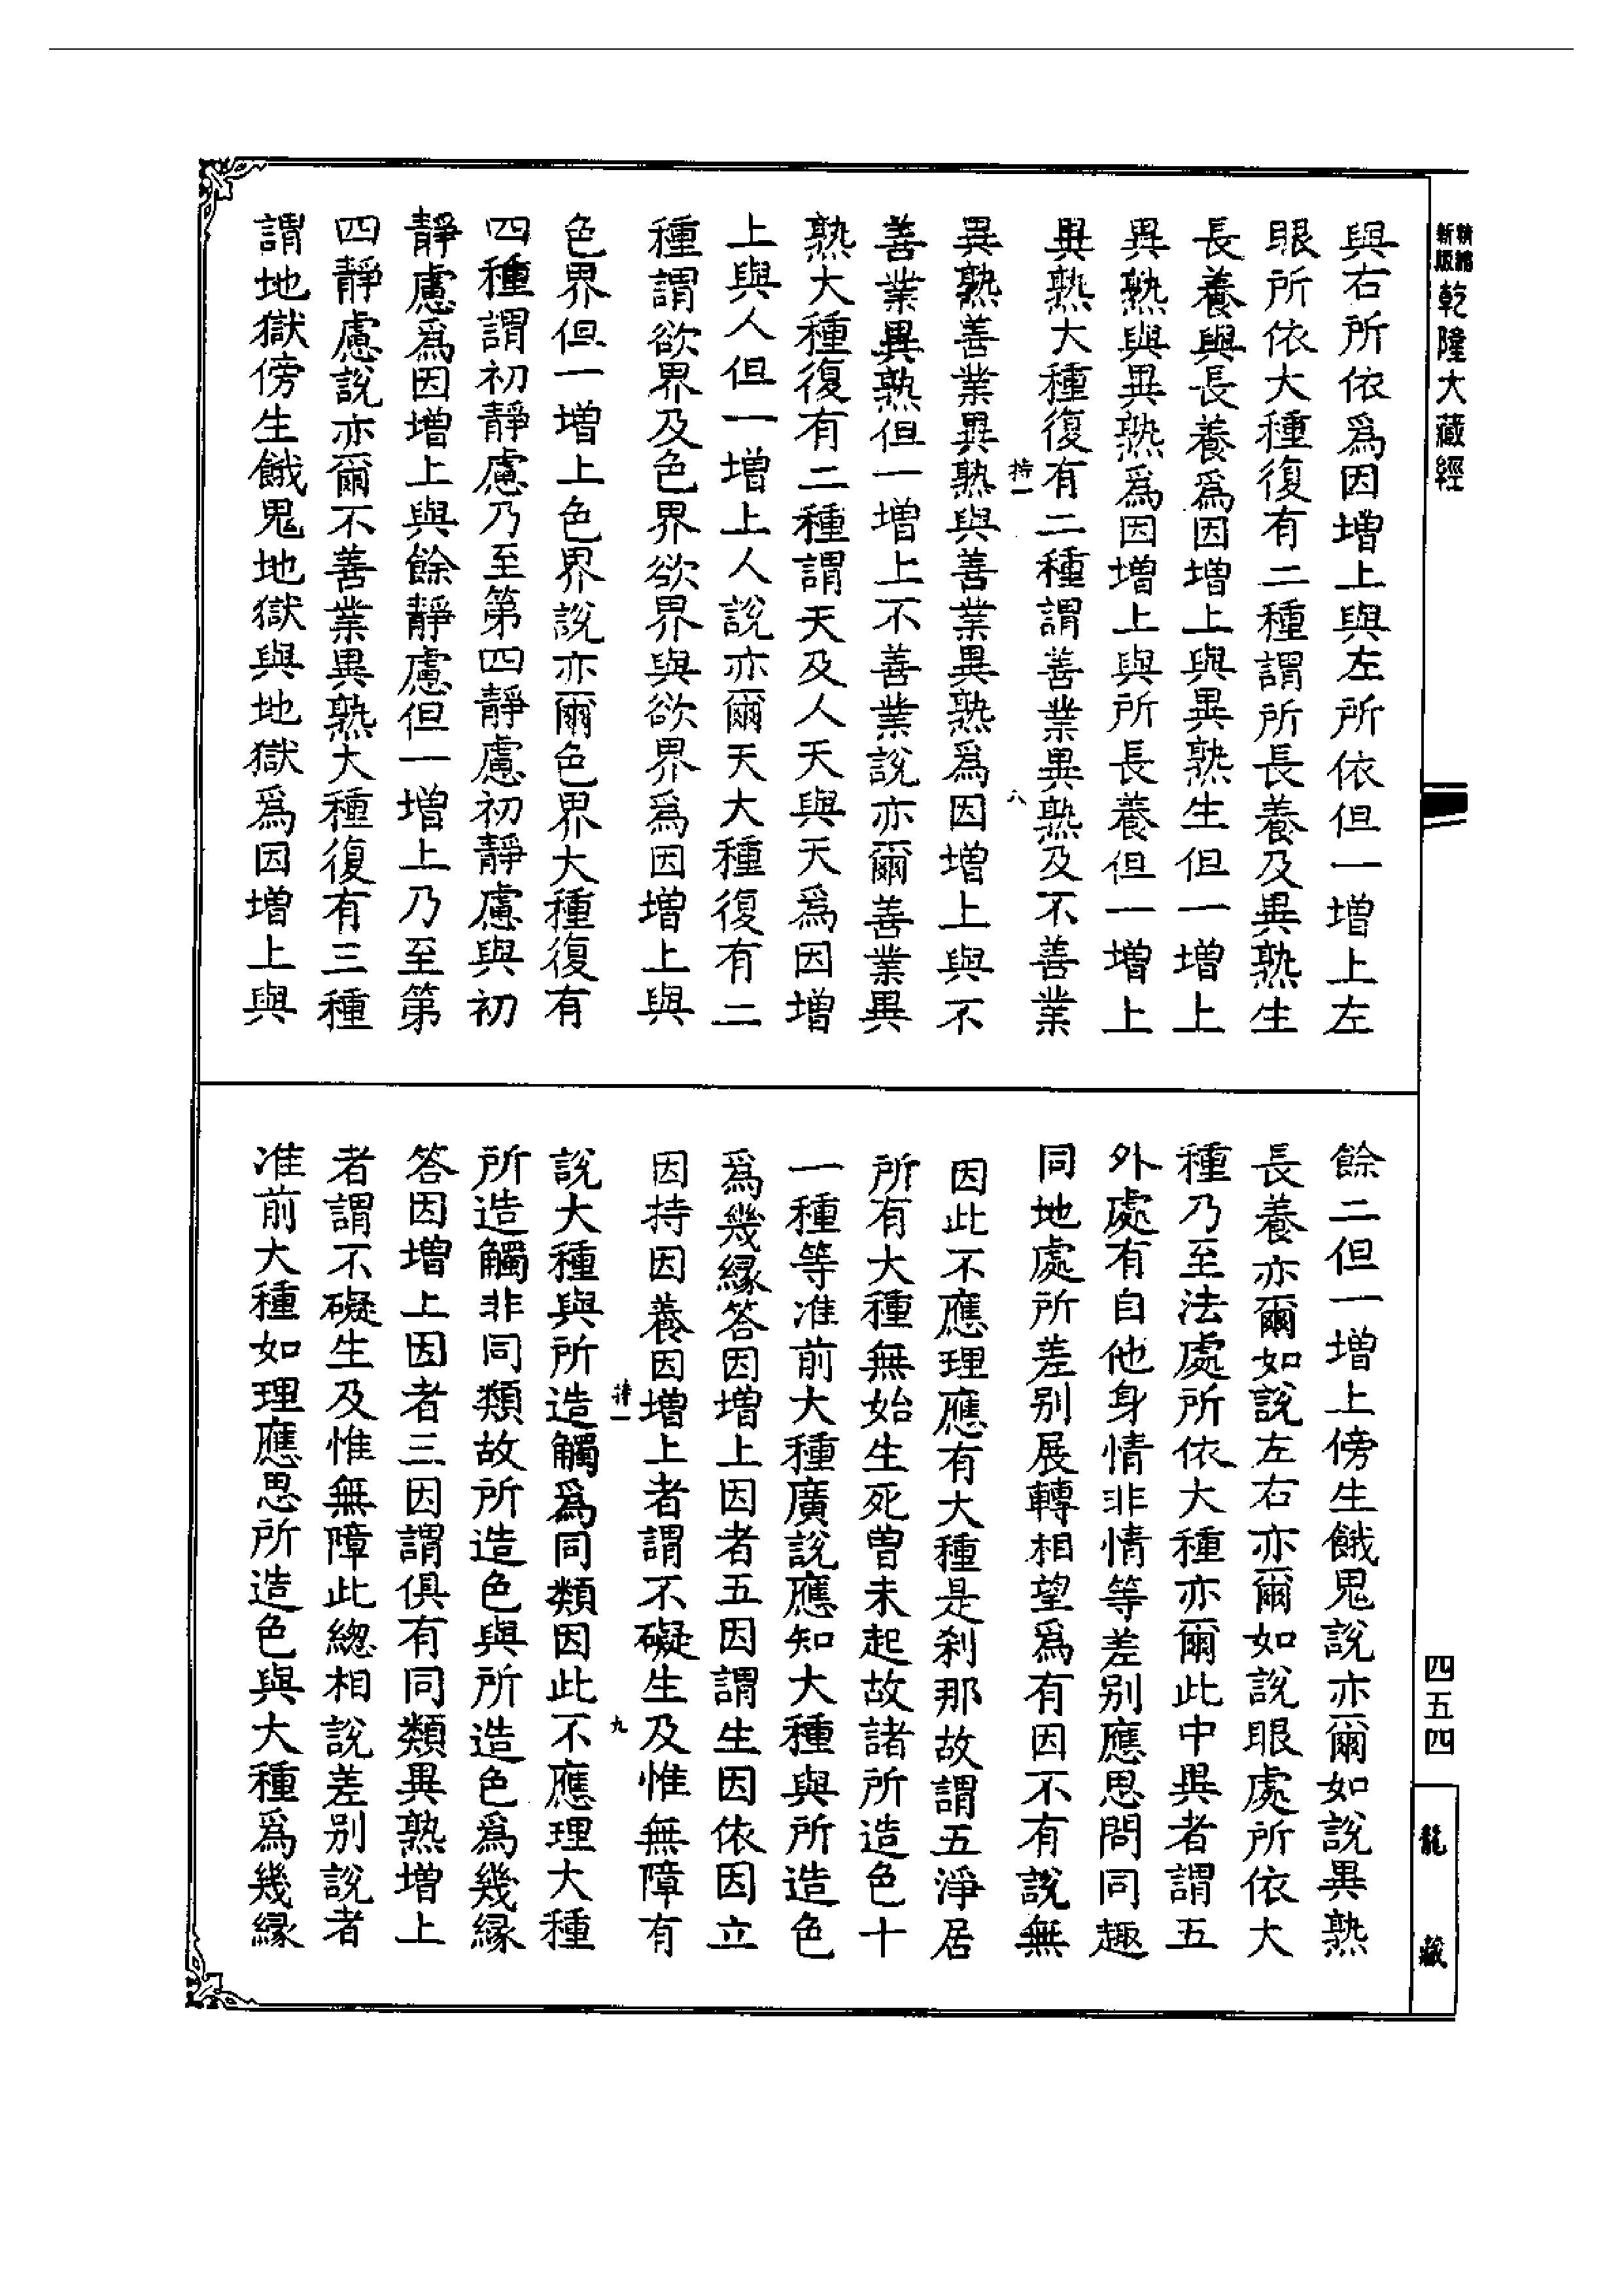 精縮新版乾隆大藏經
與右所依爲因增上與左所依但一增上左
眼所依大種復有二種謂所長養及異熟生
長養與長養爲因增上與異熟生但一增上
異熟與異熟爲因增上與所長養但一增上
異熟大種復有二種謂善業異熟及不善業
持一 八
異熟善業異熟與善業異熟爲因增上與不
善業異熟但一增上不善業說亦爾善業異
熟大種復有二種謂天及人天與天爲因增
上與人但一增上人說亦爾天大種復有二
種謂欲界及色界欲界與欲界爲因增上與
色界但一增上色界說亦爾色界大種復有
四種謂初靜慮乃至第四靜慮初靜慮與初
靜慮爲因增上與餘靜慮但一增上乃至第
四靜慮說亦爾不善業異熟大種復有三種
謂地獄傍生餓鬼地獄與地獄爲因增上與
餘二但一增上傍生餓鬼說亦爾如說異熟
長養亦爾如說左右亦爾如說眼處所依大
種乃至法處所依大種亦爾此中異者謂五
外處有自他身情非情等差别應思問同趣
同地處所差别展轉相望爲有因不有說無
因此不應理應有大種是刹那故謂五淨居
所有大種無始生死曾未起故諸所造色十
一種等准前大種廣說應知大種與所造色
爲幾縁答因增上因者五因謂生因依因立
因持因養因增上者謂不礙生及惟無障有
持一 九
說大種與所造觸爲同類因此不應理大種
所造觸非同類故所造色與所造色爲幾縁
答因增上因者三因謂俱有同類異熟增上
者謂不礙生及惟無障此緫相說差别說者
准前大種如理應思所造色與大種爲幾縁
四五四
龍藏